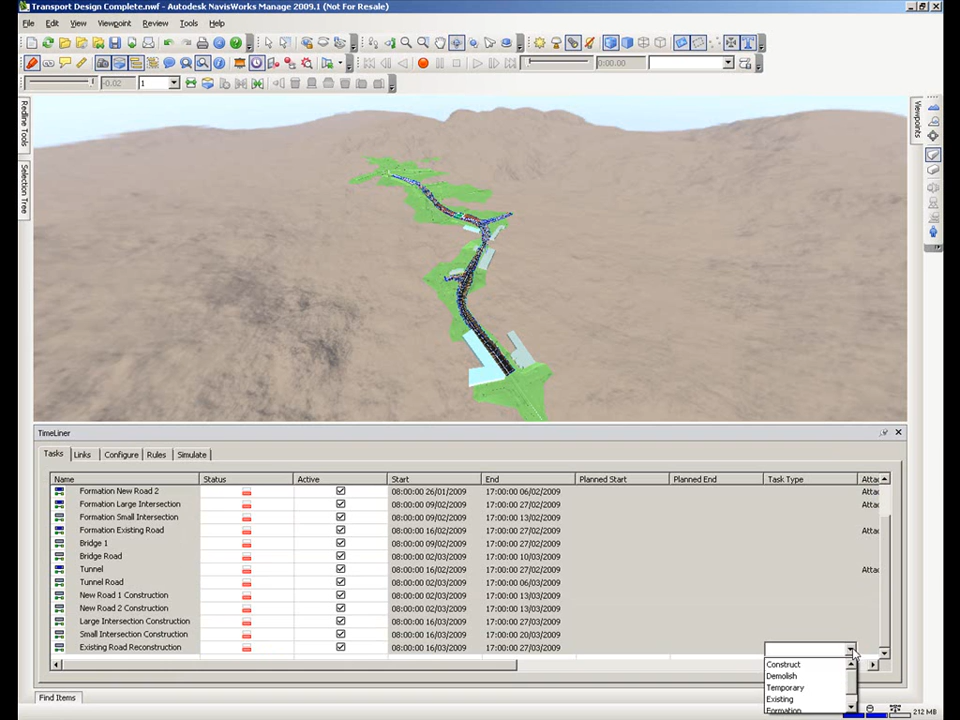 Transport Design Complete.nwf - Autodesk NavisWorks Manage 2009.1 (Not For Resale)
File Edit View Viewpoint Review Tools Help
0:00.00
-0.02 1
Redline Tools
Selection Tree
Viewpoints
TimeLiner
Tasks Links Configure Rules Simulate
Name Status Active Start End Planned Start Planned End Task Type Attac
Formation New Road 2 08:00:00 26/01/2009 17:00:00 06/02/2009 Attac
Formation Large Intersection 08:00:00 09/02/2009 17:00:00 27/02/2009 Attac
Formation Small Intersection 08:00:00 09/02/2009 17:00:00 13/02/2009
Formation Existing Road 08:00:00 16/02/2009 17:00:00 27/02/2009 Attac
Bridge 1 08:00:00 09/02/2009 17:00:00 27/02/2009
Bridge Road 08:00:00 02/03/2009 17:00:00 10/03/2009
Tunnel 08:00:00 16/02/2009 17:00:00 27/02/2009 Attac
Tunnel Road 08:00:00 02/03/2009 17:00:00 06/03/2009
New Road 1 Construction 08:00:00 02/03/2009 17:00:00 13/03/2009
New Road 2 Construction 08:00:00 02/03/2009 17:00:00 13/03/2009
Large Intersection Construction 08:00:00 02/03/2009 17:00:00 27/03/2009
Small Intersection Construction 08:00:00 02/03/2009 17:00:00 20/03/2009
Existing Road Reconstruction 08:00:00 02/03/2009 17:00:00 27/03/2009
Construct
Demolish
Temporary
Existing
Formation
Find Items
212 MB